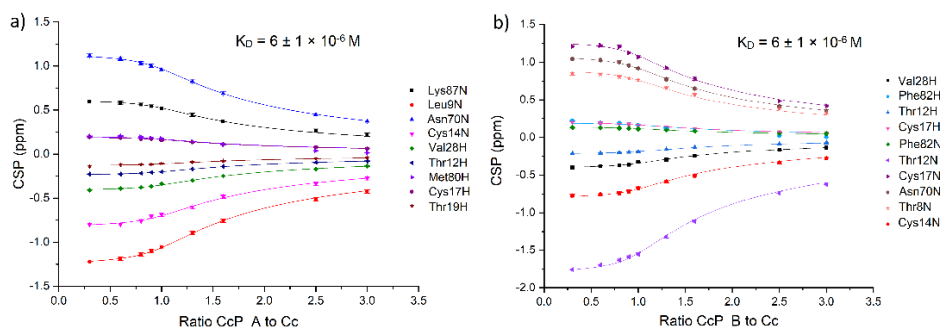 a)
K_D = 6 ± 1 × 10⁻⁶ M
CSP (ppm)
1.5
1.0
0.5
0.0
-0.5
-1.0
-1.5
0.0 0.5 1.0 1.5 2.0 2.5 3.0 3.5
Ratio CcP_A to Cc
Lys87N
Leu9N
Asn70N
Cys14N
Val28H
Thr12H
Met80H
Cys17H
Thr19H
b)
K_D = 6 ± 1 × 10⁻⁶ M
CSP (ppm)
1.5
1.0
0.5
0.0
-0.5
-1.0
-1.5
-2.0
0.0 0.5 1.0 1.5 2.0 2.5 3.0 3.5
Ratio CcP_B to Cc
Val28H
Phe82H
Thr12H
Cys17H
Phe82N
Thr12N
Cys17N
Asn70N
Thr8N
Cys14N